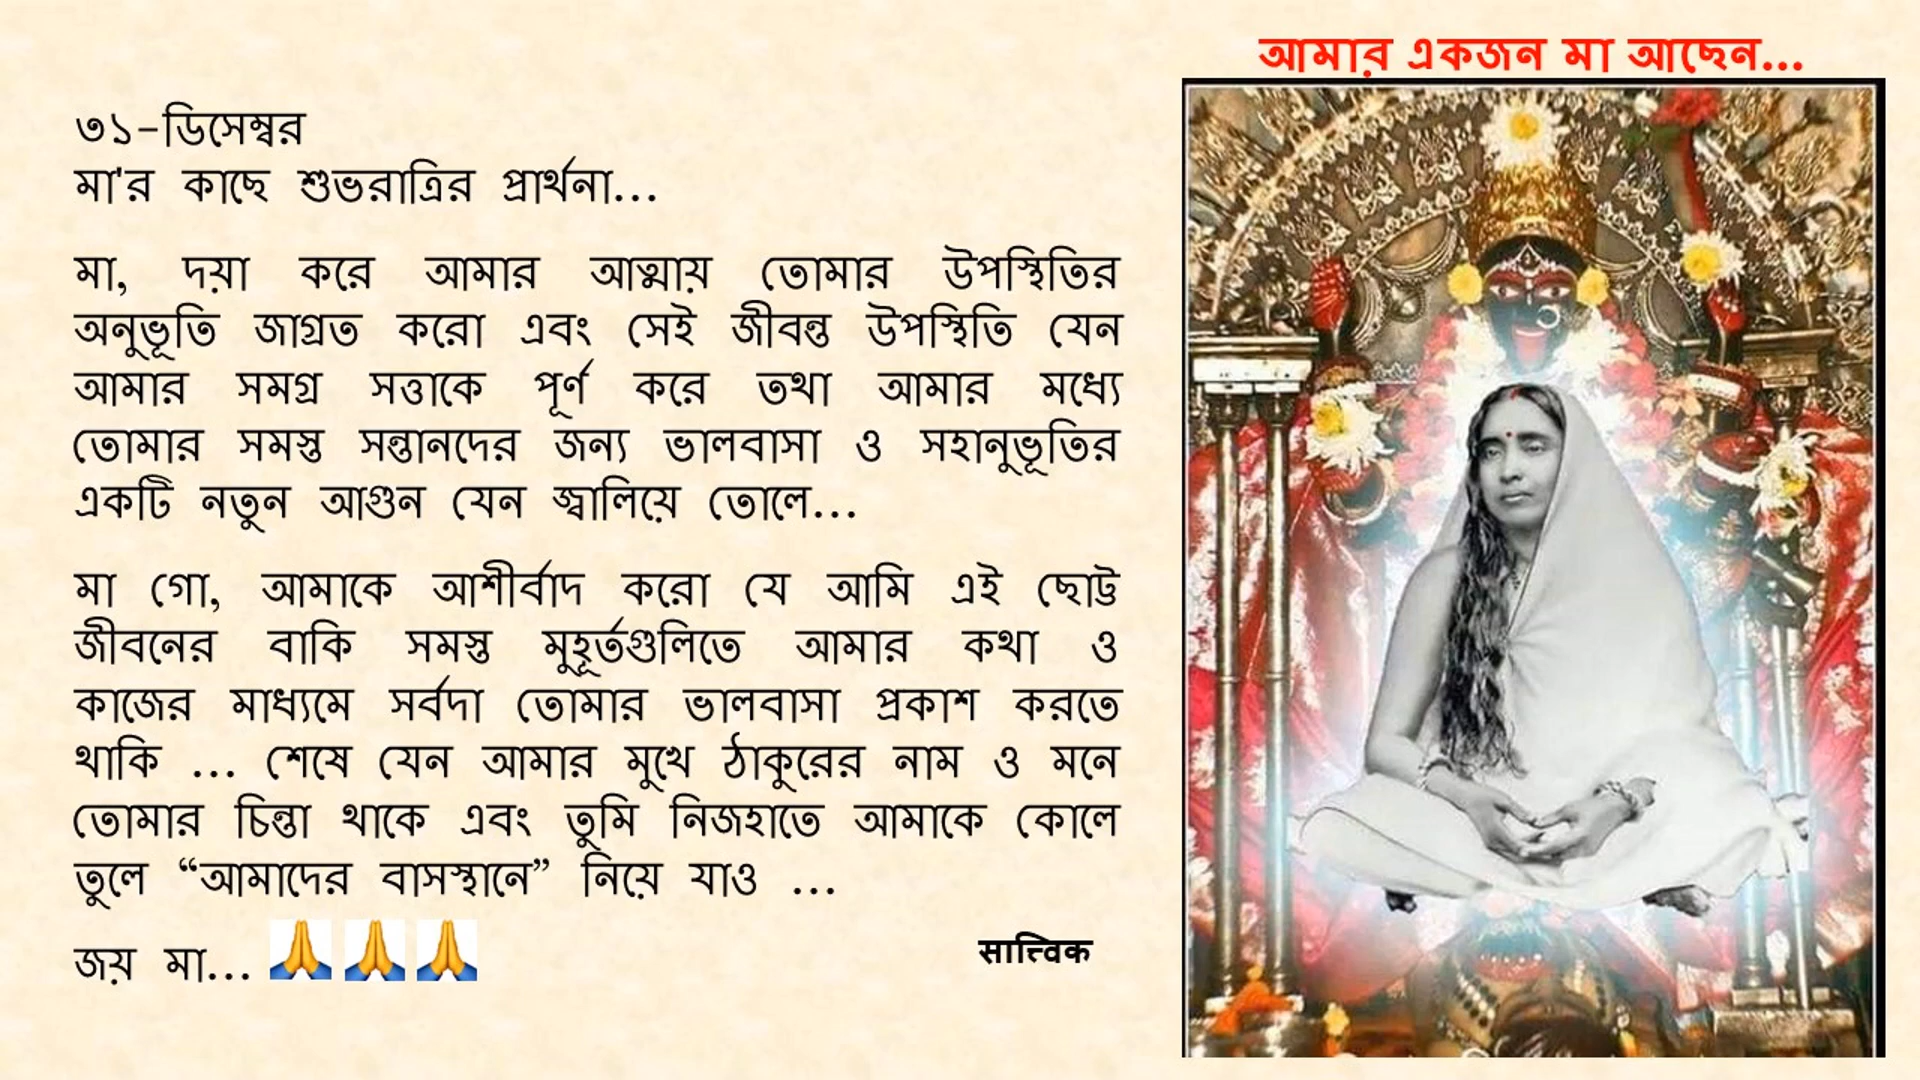 আমার একজন মা আছেন...
৩১-ডিসেম্বর
মা'র কাছে শুভরাত্রির প্রার্থনা...
মা, দয়া করে আমার আত্মায় তোমার উপস্থিতির
অনুভূতি জাগ্রত করো এবং সেই জীবন্ত উপস্থিতি যেন
আমার সমগ্র সত্তাকে পূর্ণ করে তথা আমার মধ্যে
তোমার সমস্ত সন্তানদের জন্য ভালবাসা ও সহানুভূতির
একটি নতুন আগুন যেন জ্বালিয়ে তোলে...
মা গো, আমাকে আশীর্বাদ করো যে আমি এই ছোট্ট
জীবনের বাকি সমস্ত মুহূর্তগুলিতে আমার কথা ও
কাজের মাধ্যমে সর্বদা তোমার ভালবাসা প্রকাশ করতে
থাকি ... শেষে যেন আমার মুখে ঠাকুরের নাম ও মনে
তোমার চিন্তা থাকে এবং তুমি নিজহাতে আমাকে কোলে
তুলে “আমাদের বাসস্থানে” নিয়ে যাও ...
জয় মা... 🙏🙏🙏
सात्त्विक